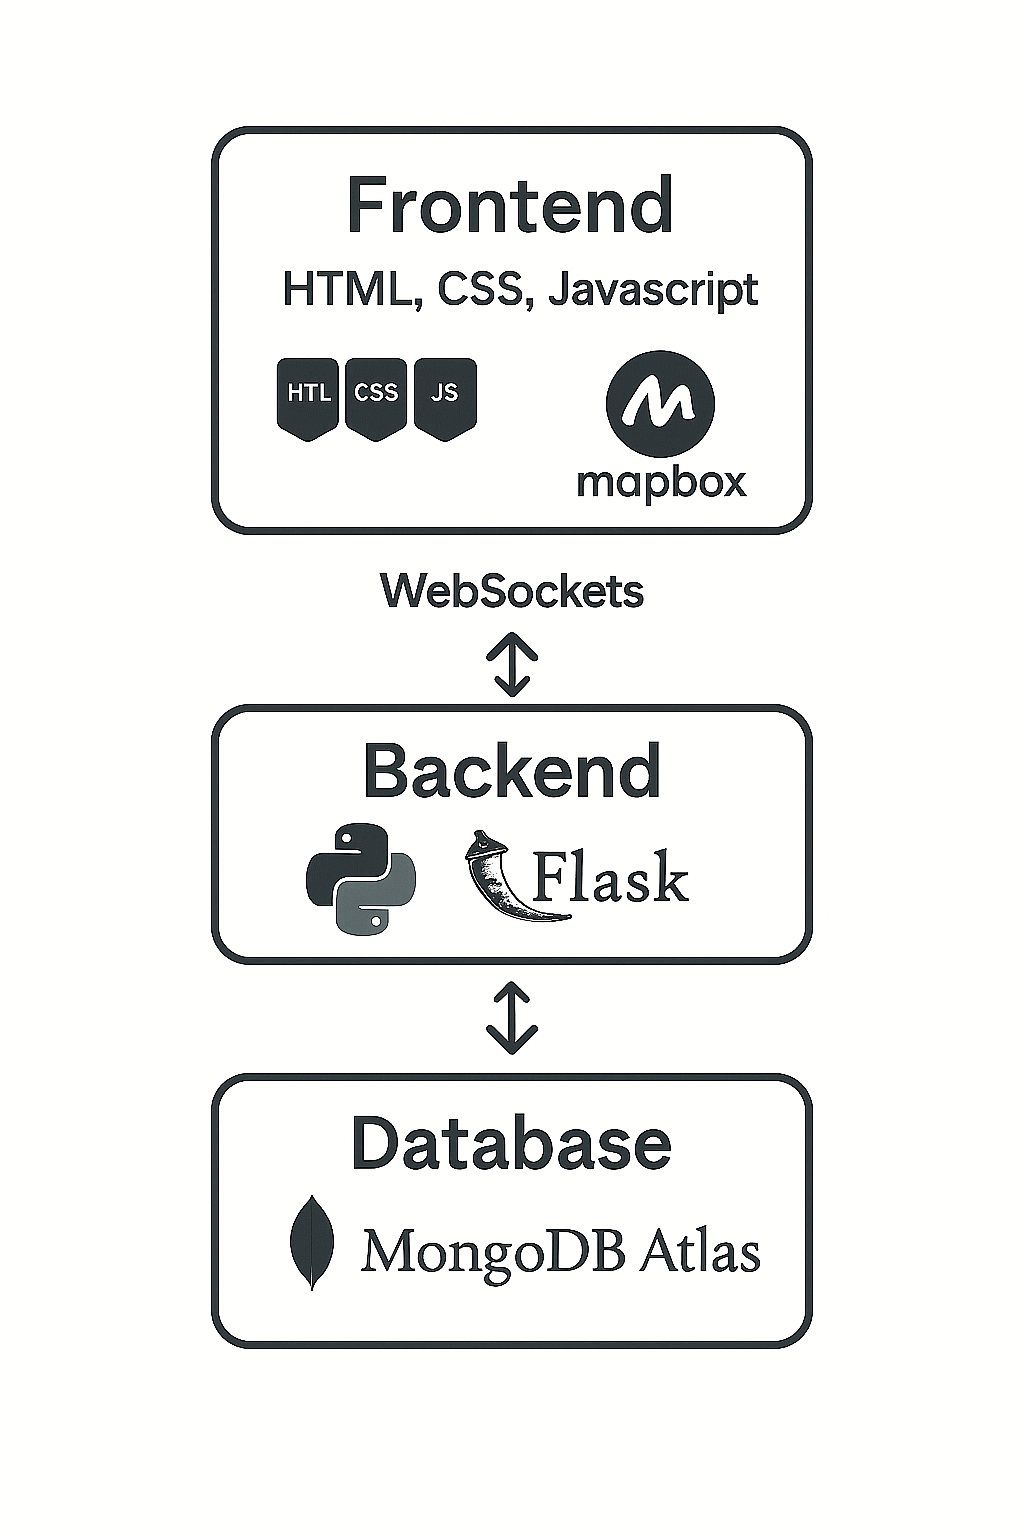 Frontend
HTML, CSS, Javascript
HTL CSS JS
mapbox
WebSockets
Backend
Flask
Database
MongoDB Atlas